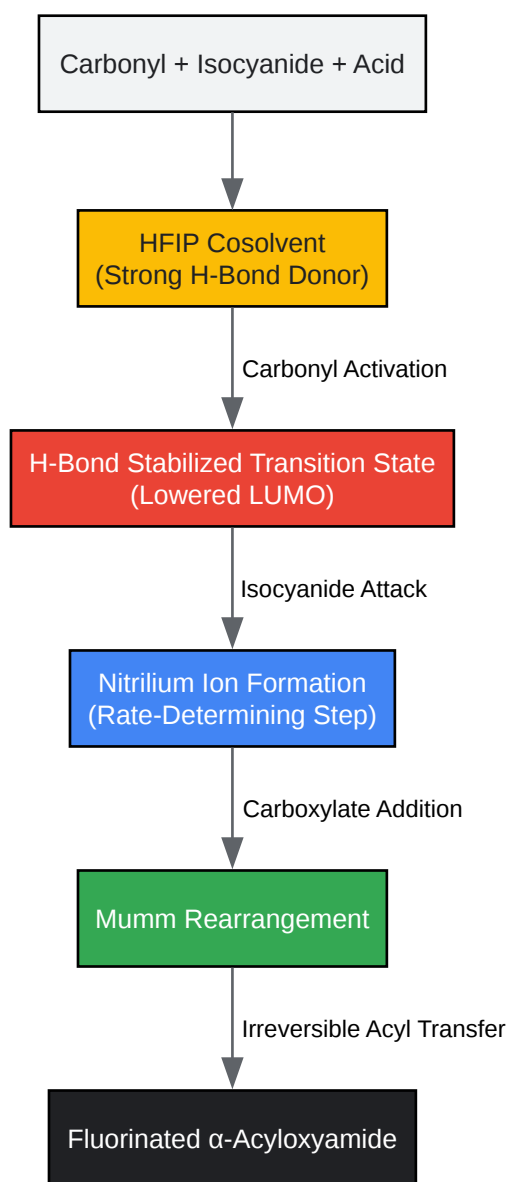 Carbonyl + Isocyanide + Acid
HFIP Cosolvent
(Strong H-Bond Donor)
Carbonyl Activation
H-Bond Stabilized Transition State
(Lowered LUMO)
Isocyanide Attack
Nitrilium Ion Formation
(Rate-Determining Step)
Carboxylate Addition
Mumm Rearrangement
Irreversible Acyl Transfer
Fluorinated α-Acyloxyamide